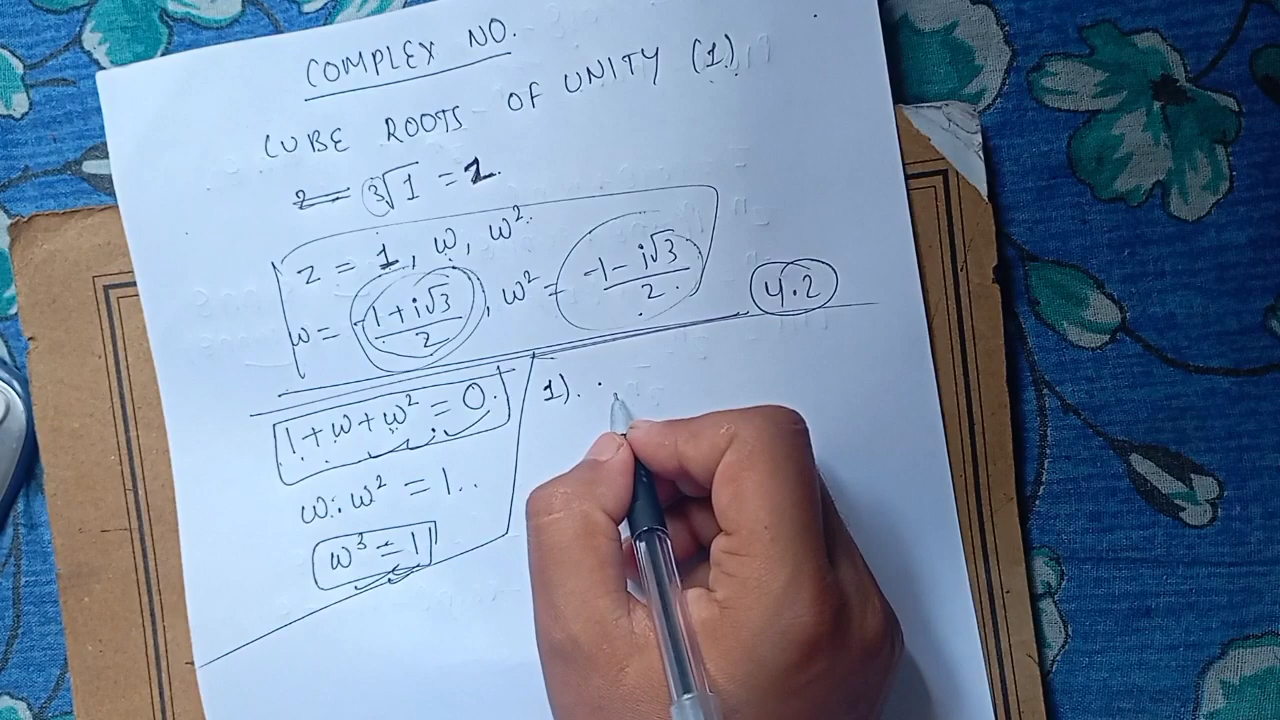 COMPLEX NO.
CUBE ROOTS OF UNITY (1)
∛1 = 1.
z = 1, ω, ω².
ω = (-1+i√3)/2, ω² = (-1-i√3)/2.
4.2
1+ω+ω² = 0.
ω.ω² = 1..
ω³ = 1
1).